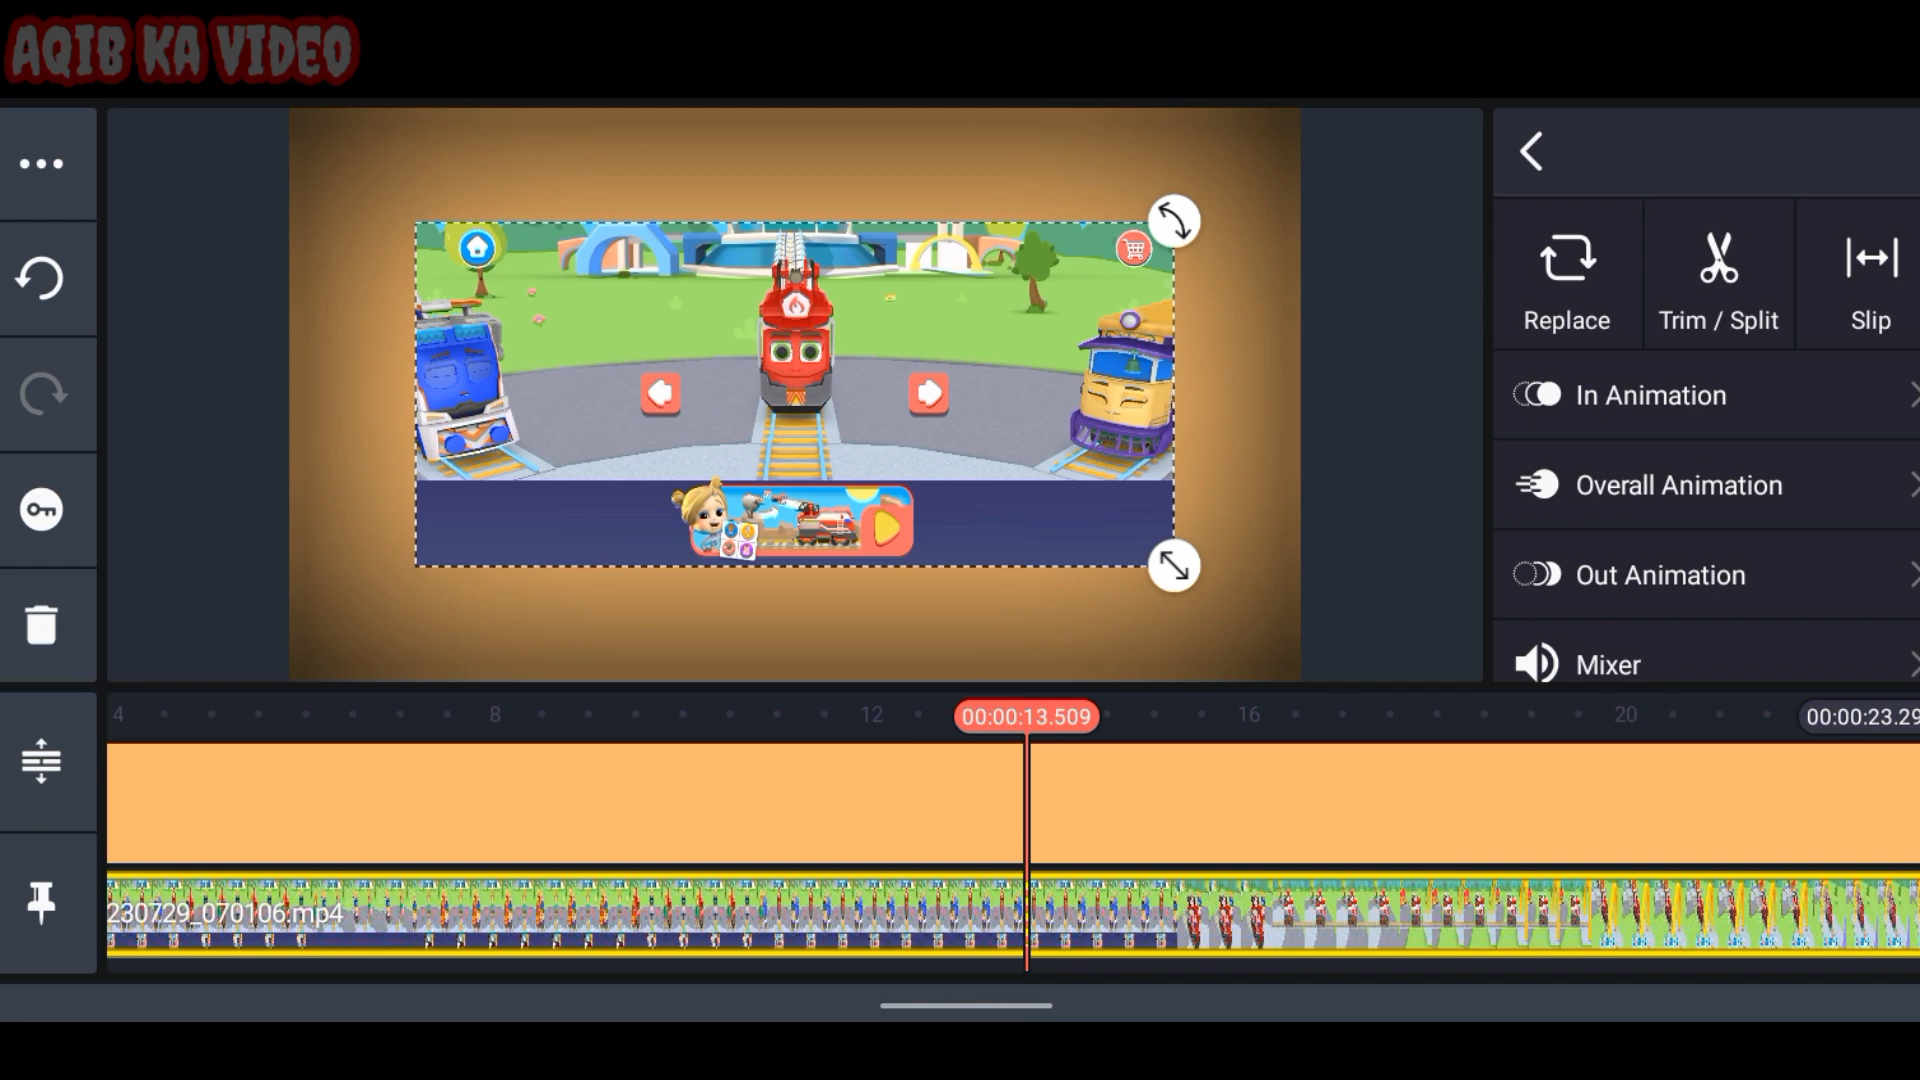 AQIB KA VIDEO
Replace
Trim / Split
Slip
In Animation
Overall Animation
Out Animation
Mixer
4
8
12
00:00:13.509
16
20
00:00:23.29
230729_070106.mp4